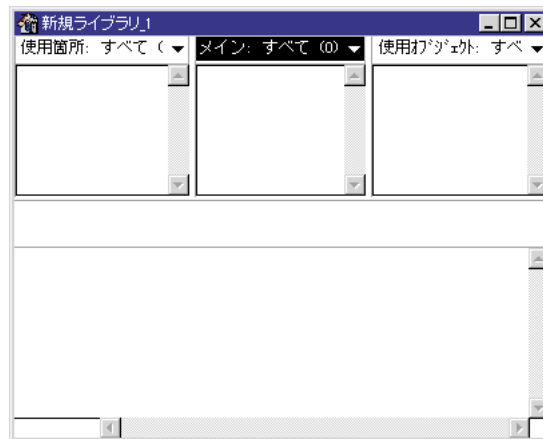 新規ライブラリ_1
使用箇所: すべて (
メイン: すべて (0)
使用ｵﾌﾞｼﾞｪｸﾄ: すべ